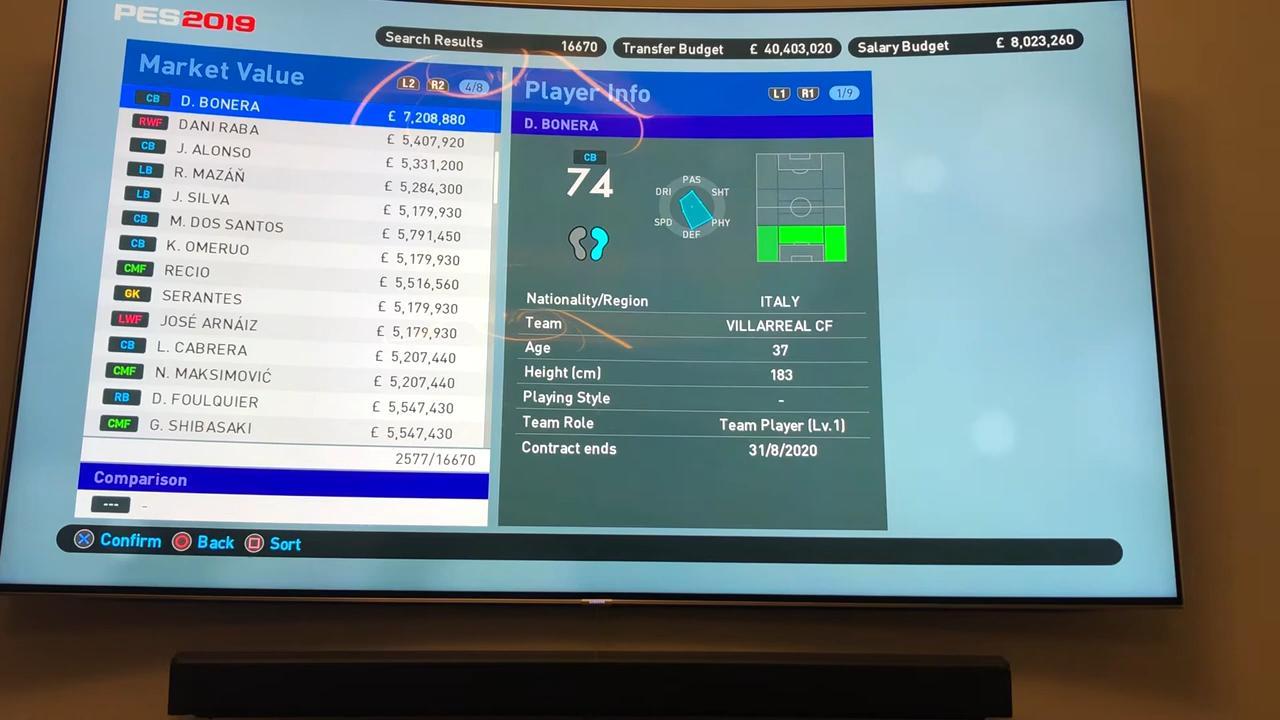 PES2019
Search Results 16670
Transfer Budget £ 40,403,020
Salary Budget £ 8,023,260
Market Value L2 R2 4/8
CB D. BONERA £ 7,208,880
RWF DANI RABA £ 5,407,920
CB J. ALONSO £ 5,331,200
LB R. MAZÁŇ £ 5,284,300
LB J. SILVA £ 5,179,930
CB M. DOS SANTOS £ 5,791,450
CB K. OMERUO £ 5,179,930
CMF RECIO £ 5,516,560
GK SERANTES £ 5,179,930
LWF JOSÉ ARNÁIZ £ 5,179,930
CB L. CABRERA £ 5,207,440
CMF N. MAKSIMOVIĆ £ 5,207,440
RB D. FOULQUIER £ 5,547,430
CMF G. SHIBASAKI £ 5,547,430
2577/16670
Comparison
--- -
Player Info L1 R1 1/9
D. BONERA
CB
74
PAS
DRI SHT
SPD PHY
DEF
Nationality/Region ITALY
Team VILLARREAL CF
Age 37
Height (cm) 183
Playing Style -
Team Role Team Player (Lv.1)
Contract ends 31/8/2020
Confirm Back Sort